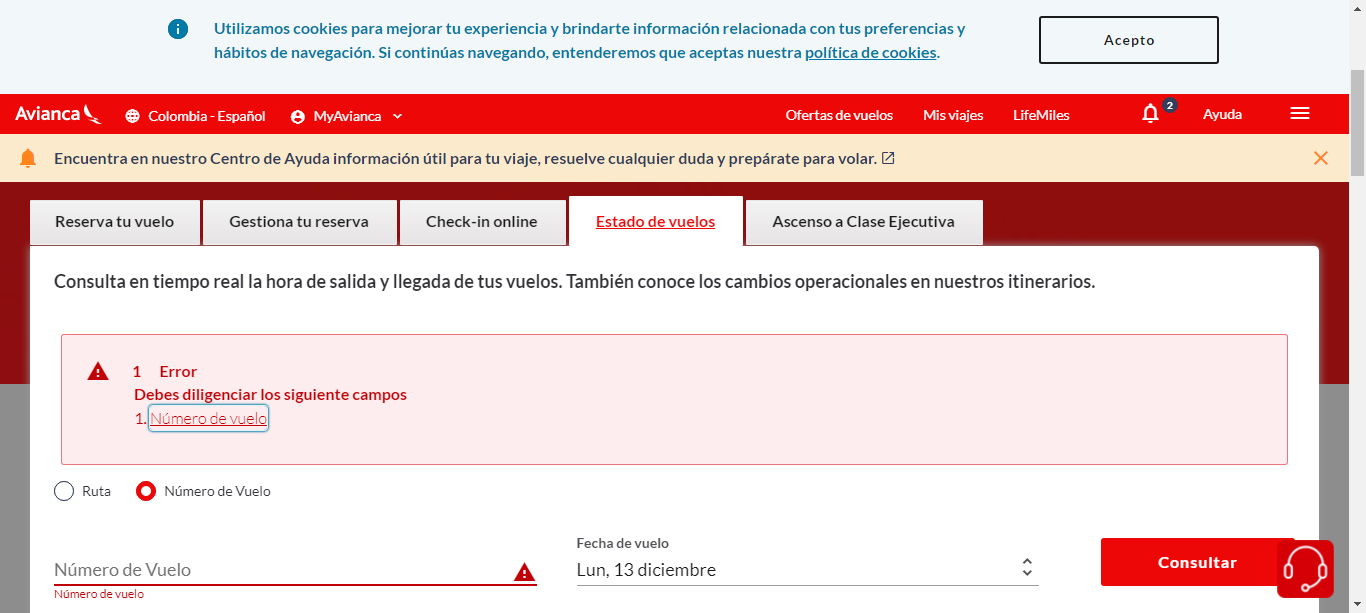 Utilizamos cookies para mejorar tu experiencia y brindarte información relacionada con tus preferencias y
hábitos de navegación. Si continúas navegando, entenderemos que aceptas nuestra política de cookies.
Acepto
Avianca
Colombia - Español
MyAvianca
Ofertas de vuelos
Mis viajes
LifeMiles
2
Ayuda
Encuentra en nuestro Centro de Ayuda información útil para tu viaje, resuelve cualquier duda y prepárate para volar.
Reserva tu vuelo
Gestiona tu reserva
Check-in online
Estado de vuelos
Ascenso a Clase Ejecutiva
Consulta en tiempo real la hora de salida y llegada de tus vuelos. También conoce los cambios operacionales en nuestros itinerarios.
1 Error
Debes diligenciar los siguiente campos
1. Número de vuelo
Ruta
Número de Vuelo
Fecha de vuelo
Número de Vuelo
Lun, 13 diciembre
Consultar
Número de vuelo